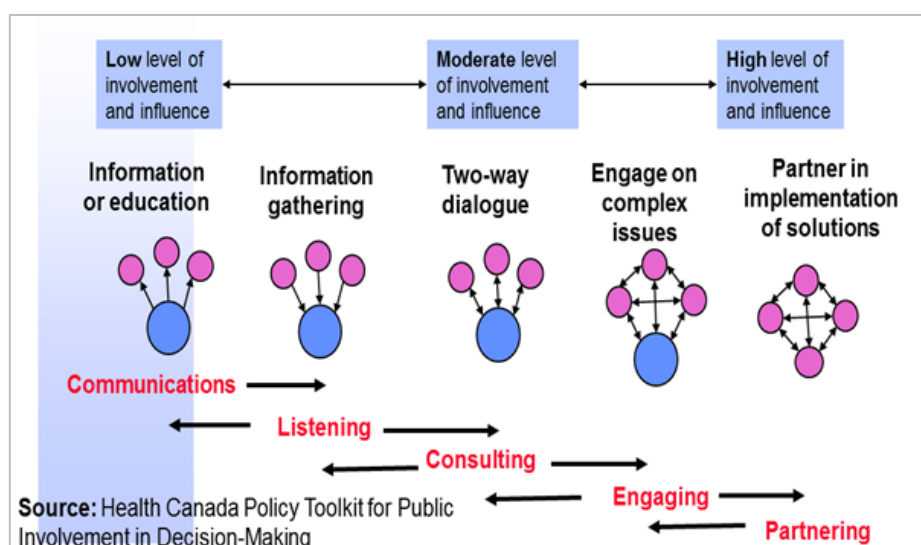 Low level of
involvement
and influence
Moderate level
of involvement
and influence
High level of
involvement
and influence
Information
or education
Information
gathering
Two-way
dialogue
Engage on
complex
issues
Partner in
implementation
of solutions
Communications
Listening
Consulting
Engaging
Partnering
Source: Health Canada Policy Toolkit for Public
Involvement in Decision-Making